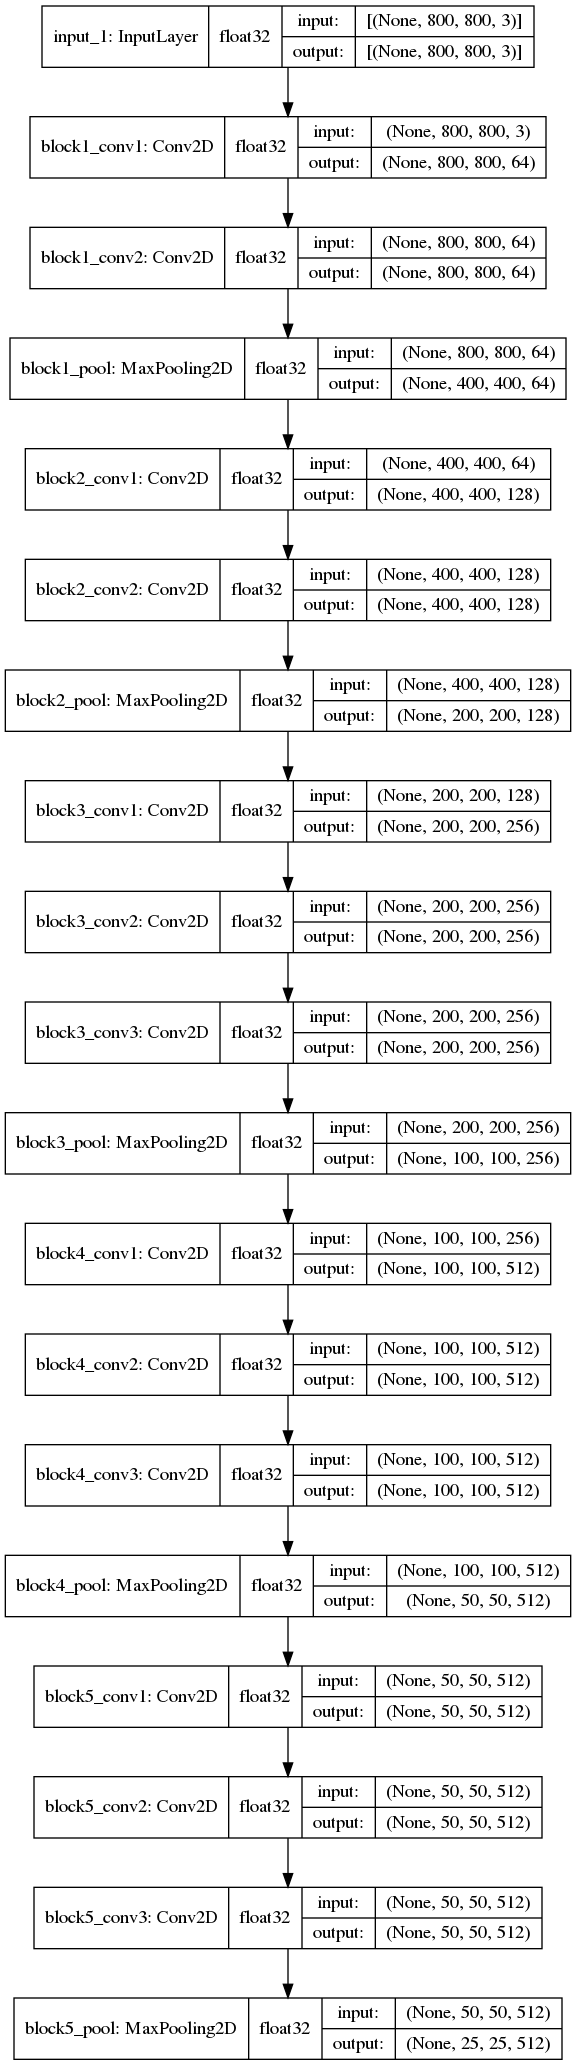 input_1: InputLayer float32 input: [(None, 800, 800, 3)]
output: [(None, 800, 800, 3)]
block1_conv1: Conv2D float32 input: (None, 800, 800, 3)
output: (None, 800, 800, 64)
block1_conv2: Conv2D float32 input: (None, 800, 800, 64)
output: (None, 800, 800, 64)
block1_pool: MaxPooling2D float32 input: (None, 800, 800, 64)
output: (None, 400, 400, 64)
block2_conv1: Conv2D float32 input: (None, 400, 400, 64)
output: (None, 400, 400, 128)
block2_conv2: Conv2D float32 input: (None, 400, 400, 128)
output: (None, 400, 400, 128)
block2_pool: MaxPooling2D float32 input: (None, 400, 400, 128)
output: (None, 200, 200, 128)
block3_conv1: Conv2D float32 input: (None, 200, 200, 128)
output: (None, 200, 200, 256)
block3_conv2: Conv2D float32 input: (None, 200, 200, 256)
output: (None, 200, 200, 256)
block3_conv3: Conv2D float32 input: (None, 200, 200, 256)
output: (None, 200, 200, 256)
block3_pool: MaxPooling2D float32 input: (None, 200, 200, 256)
output: (None, 100, 100, 256)
block4_conv1: Conv2D float32 input: (None, 100, 100, 256)
output: (None, 100, 100, 512)
block4_conv2: Conv2D float32 input: (None, 100, 100, 512)
output: (None, 100, 100, 512)
block4_conv3: Conv2D float32 input: (None, 100, 100, 512)
output: (None, 100, 100, 512)
block4_pool: MaxPooling2D float32 input: (None, 100, 100, 512)
output: (None, 50, 50, 512)
block5_conv1: Conv2D float32 input: (None, 50, 50, 512)
output: (None, 50, 50, 512)
block5_conv2: Conv2D float32 input: (None, 50, 50, 512)
output: (None, 50, 50, 512)
block5_conv3: Conv2D float32 input: (None, 50, 50, 512)
output: (None, 50, 50, 512)
block5_pool: MaxPooling2D float32 input: (None, 50, 50, 512)
output: (None, 25, 25, 512)